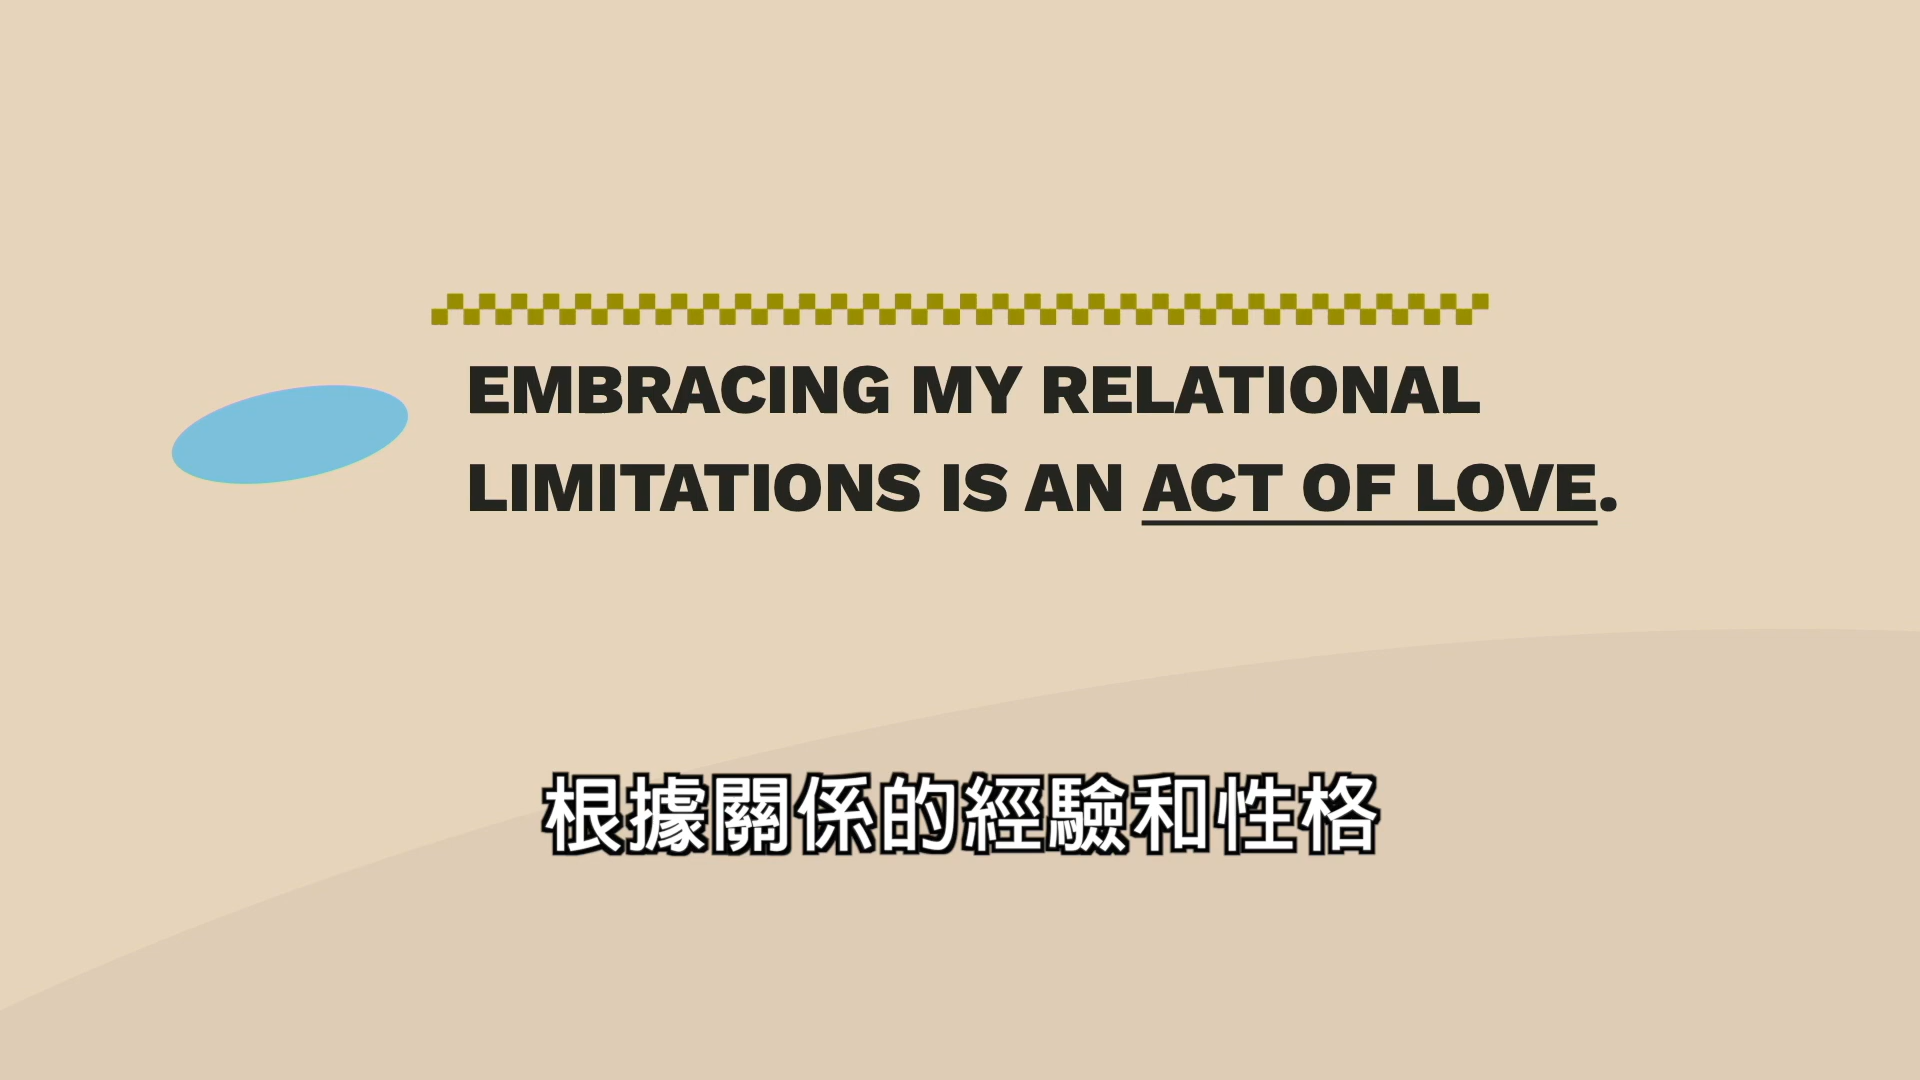 EMBRACING MY RELATIONAL
LIMITATIONS IS AN ACT OF LOVE.
根據關係的經驗和性格